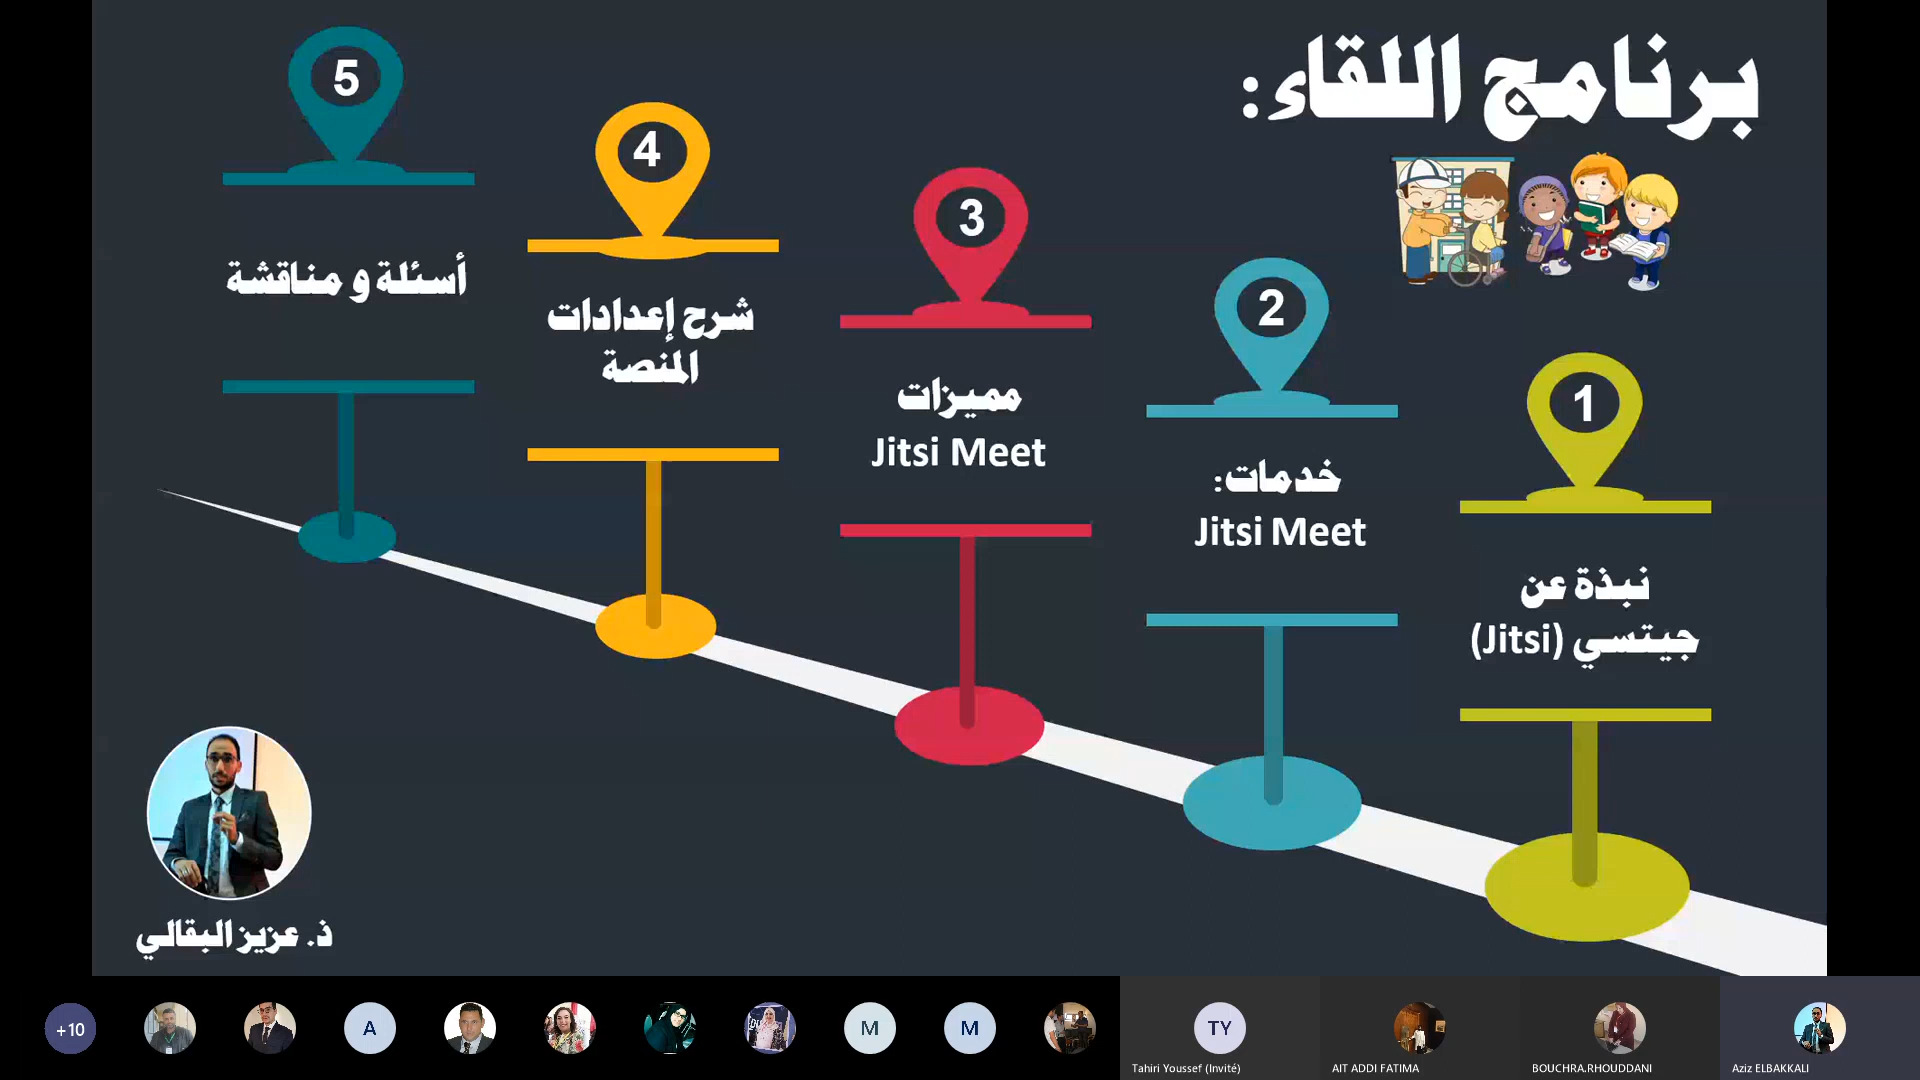 برنامج اللقاء:
1
نبذة عن
جيتسي (Jitsi)
2
خدمات:
Jitsi Meet
3
مميزات
Jitsi Meet
4
شرح إعدادات
المنصة
5
أسئلة و مناقشة
ذ. عزيز البقالي
+10
A
M
M
TY
Tahiri Youssef (Invité)
AIT ADDI FATIMA
BOUCHRA.RHOUDDANI
Aziz ELBAKKALI